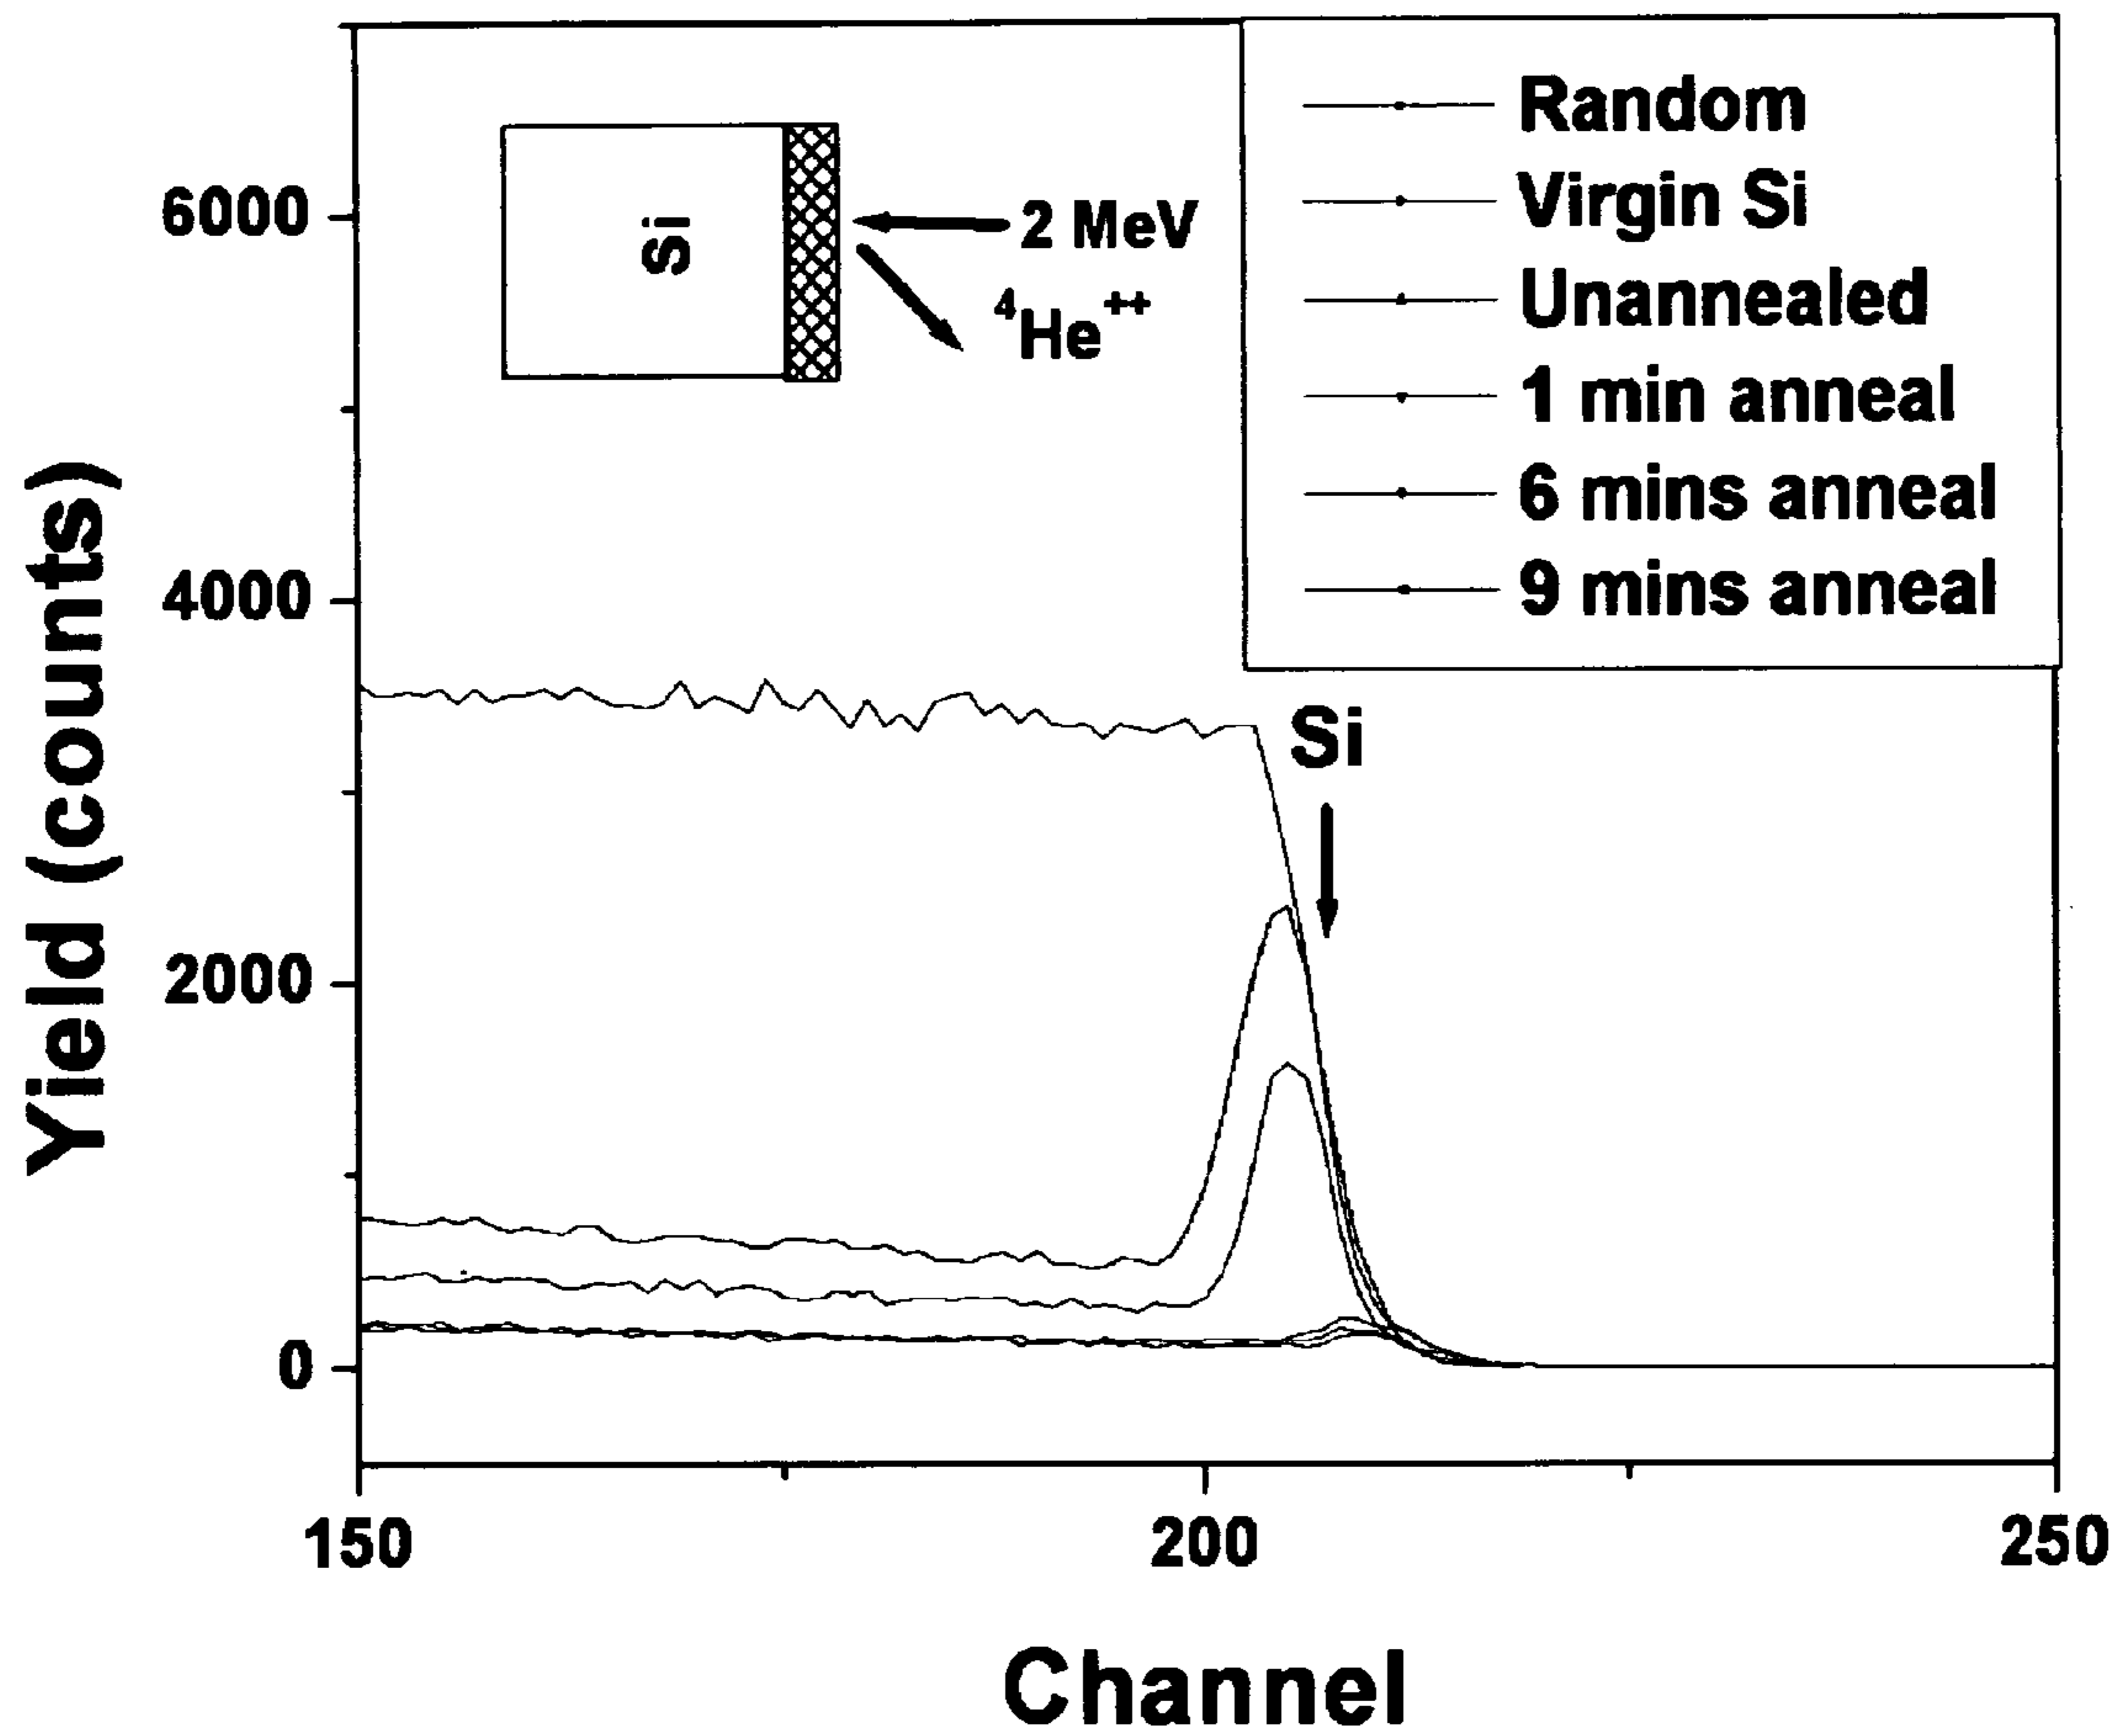 Random
Virgin Si
Unannealed
1 min anneal
6 mins anneal
9 mins anneal
Si
2 MeV
⁴He⁺⁺
Si
Yield (counts)
6000
4000
2000
0
150
200
250
Channel